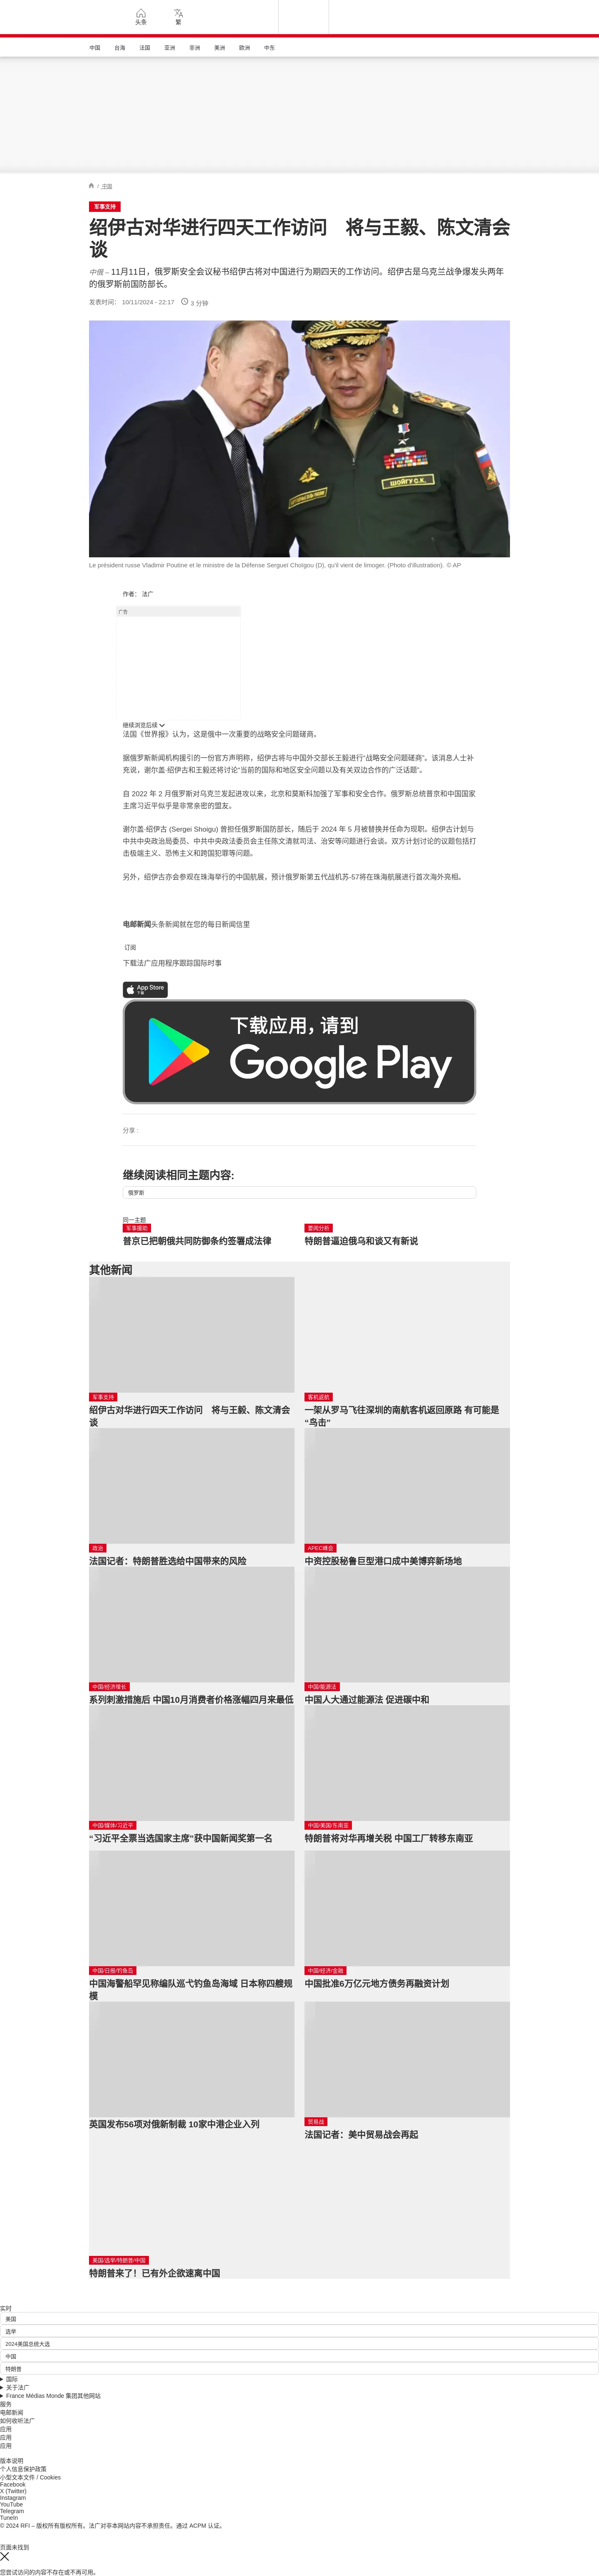 头条
繁
中国
台海
法国
亚洲
非洲
美洲
欧洲
中东
/ 中国
军事支持
绍伊古对华进行四天工作访问　将与王毅、陈文清会
谈
中俄 – 11月11日，俄罗斯安全会议秘书绍伊古将对中国进行为期四天的工作访问。绍伊古是乌克兰战争爆发头两年
的俄罗斯前国防部长。
发表时间： 10/11/2024 - 22:17
3 分钟
ШОЙГУ С.К.
Le président russe Vladimir Poutine et le ministre de la Défense Sergueï Choïgou (D), qu'il vient de limoger. (Photo d'illustration). © AP
作者： 法广
广告
继续浏览后续
法国《世界报》认为，这是俄中一次重要的战略安全问题磋商。
据俄罗斯新闻机构援引的一份官方声明称，绍伊古将与中国外交部长王毅进行“战略安全问题磋商”。该消息人士补
充说，谢尔盖·绍伊古和王毅还将讨论“当前的国际和地区安全问题以及有关双边合作的广泛话题”。
自 2022 年 2 月俄罗斯对乌克兰发起进攻以来，北京和莫斯科加强了军事和安全合作。俄罗斯总统普京和中国国家
主席习近平似乎是非常亲密的盟友。
谢尔盖·绍伊古 (Sergei Shoigu) 曾担任俄罗斯国防部长，随后于 2024 年 5 月被替换并任命为现职。绍伊古计划与
中共中央政治局委员、中共中央政法委员会主任陈文清就司法、治安等问题进行会谈。双方计划讨论的议题包括打
击极端主义、恐怖主义和跨国犯罪等问题。
另外，绍伊古亦会参观在珠海举行的中国航展，预计俄罗斯第五代战机苏-57将在珠海航展进行首次海外亮相。
电邮新闻头条新闻就在您的每日新闻信里
订阅
下载法广应用程序跟踪国际时事
App Store
下载
下载应用，请到
Google Play
分享 :
继续阅读相同主题内容:
俄罗斯
同一主题
军事援助
普京已把朝俄共同防御条约签署成法律
要闻分析
特朗普逼迫俄乌和谈又有新说
其他新闻
军事支持
绍伊古对华进行四天工作访问　将与王毅、陈文清会
谈
客机返航
一架从罗马飞往深圳的南航客机返回原路 有可能是
“鸟击”
政治
法国记者：特朗普胜选给中国带来的风险
APEC峰会
中资控股秘鲁巨型港口成中美博弈新场地
中国/经济增长
系列刺激措施后 中国10月消费者价格涨幅四月来最低
中国/能源法
中国人大通过能源法 促进碳中和
中国/媒体/习近平
“习近平全票当选国家主席”获中国新闻奖第一名
中国/美国/东南亚
特朗普将对华再增关税 中国工厂转移东南亚
中国/日报/钓鱼岛
中国海警船罕见称编队巡弋钓鱼岛海域 日本称四艘规
模
中国/经济/金融
中国批准6万亿元地方债务再融资计划
英国发布56项对俄新制裁 10家中港企业入列
贸易战
法国记者：美中贸易战会再起
美国/选举/特朗普/中国
特朗普来了！已有外企欲速离中国
实时
美国
选举
2024美国总统大选
中国
特朗普
国际
关于法广
France Médias Monde 集团其他网站
服务
电邮新闻
如何收听法广
应用
应用
应用
版本说明
个人信息保护政策
小型文本文件 / Cookies
Facebook
X (Twitter)
Instagram
YouTube
Telegram
TuneIn
© 2024 RFI – 版权所有版权所有。法广对非本网站内容不承担责任。通过 ACPM 认证。
页面未找到
您尝试访问的内容不存在或不再可用。